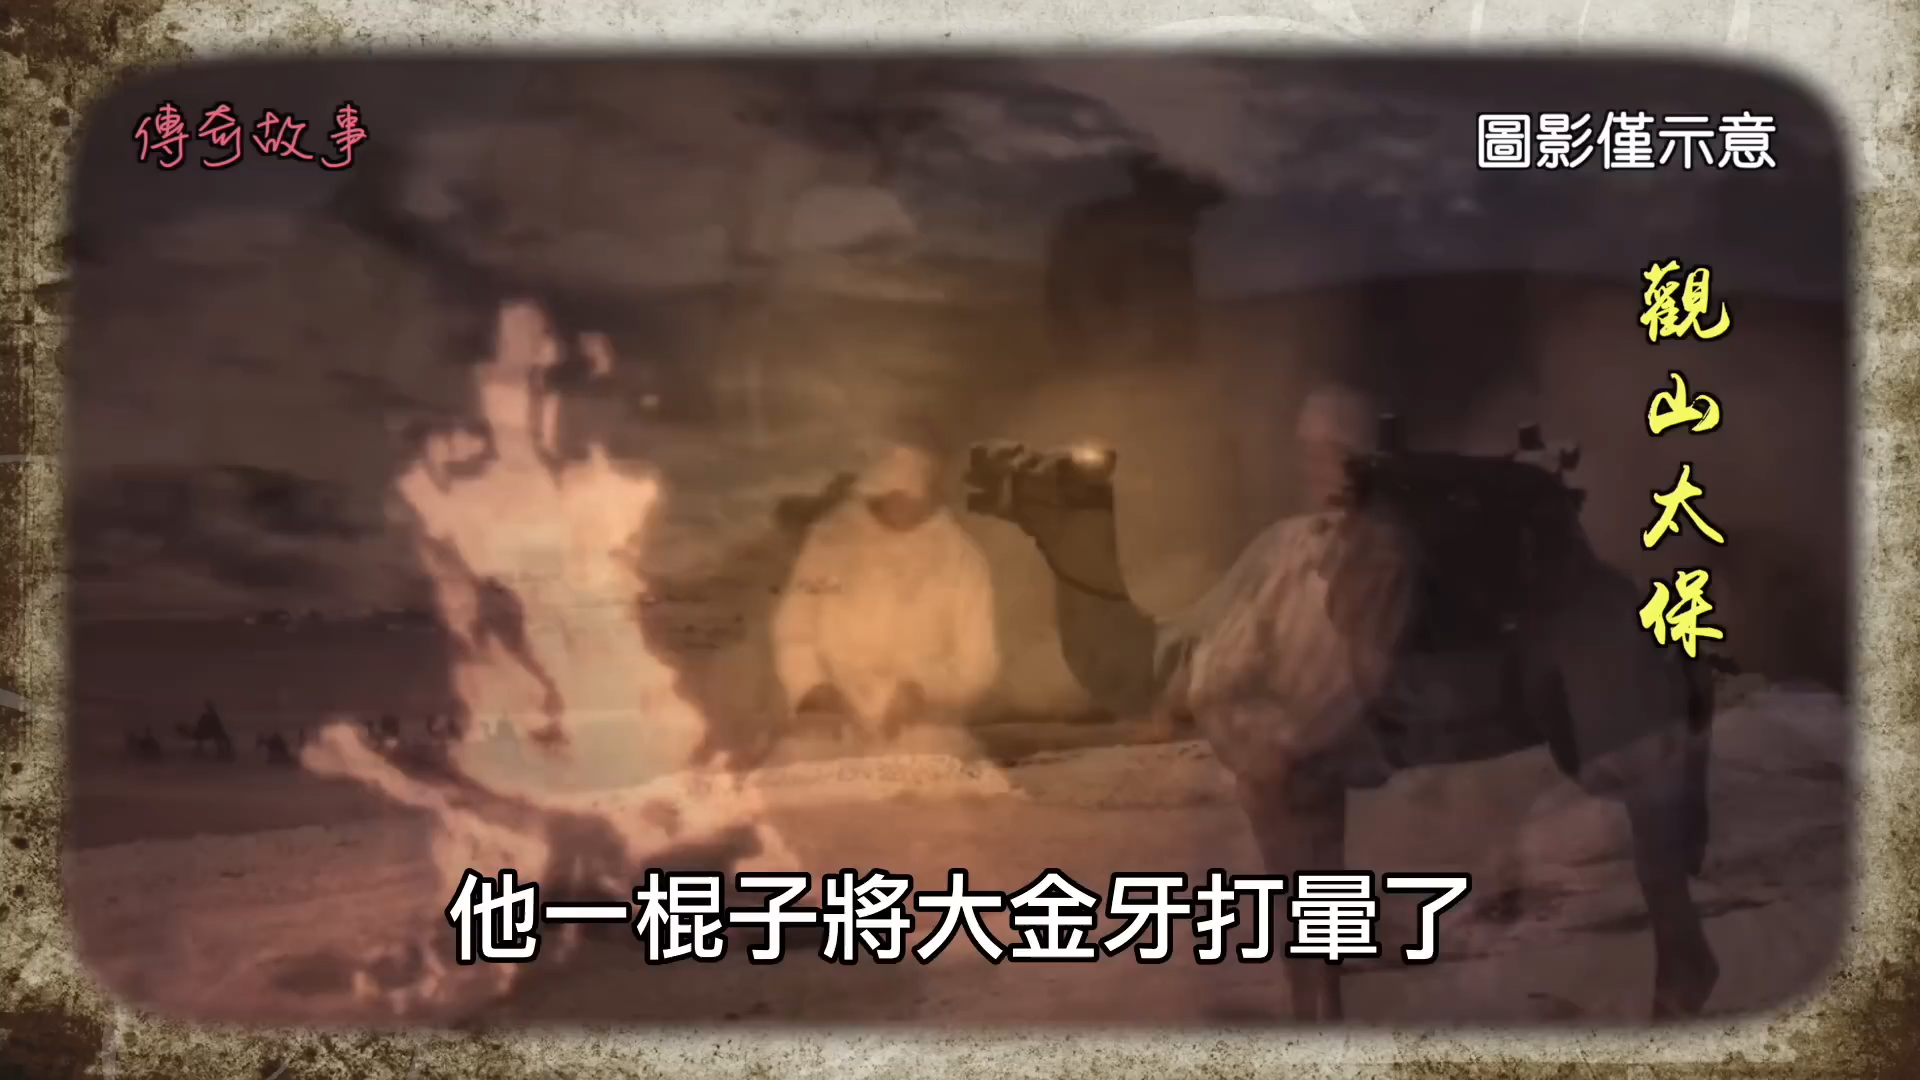 傳奇故事
圖影僅示意
觀山太保
他一棍子將大金牙打暈了